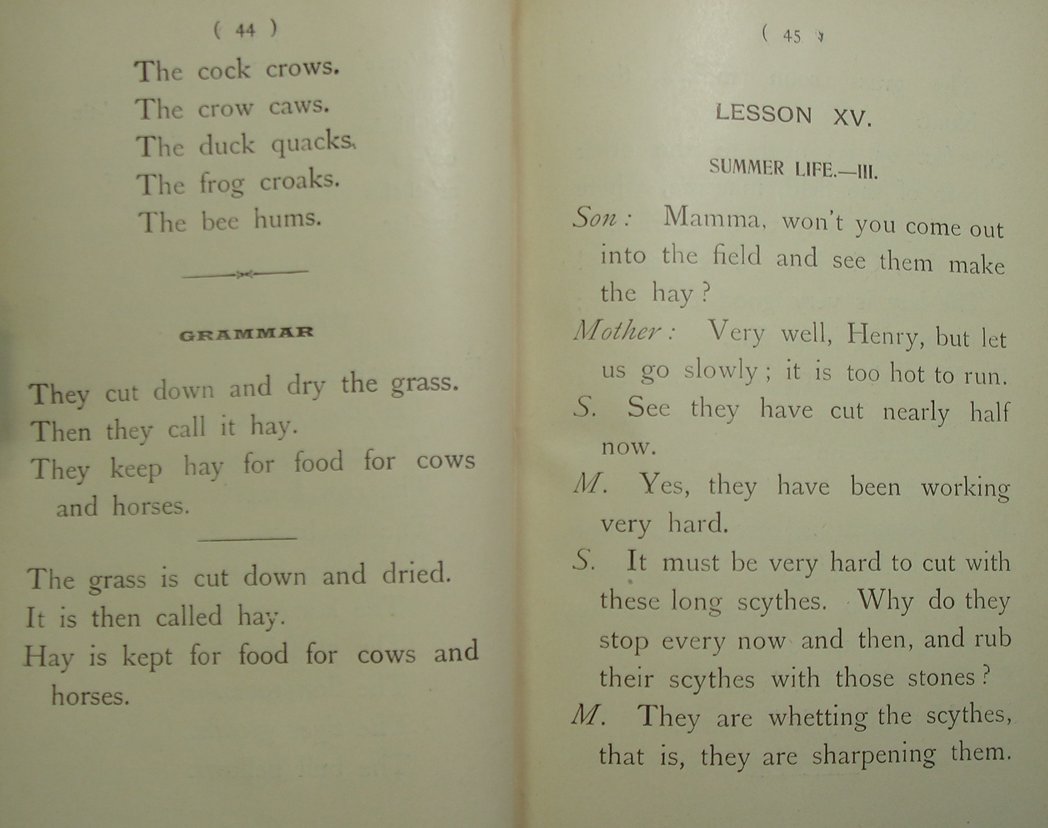 ( 44 )
The cock crows.
The crow caws.
The duck quacks.
The frog croaks.
The bee hums.
GRAMMAR
They cut down and dry the grass.
Then they call it hay.
They keep hay for food for cows
and horses.
The grass is cut down and dried.
It is then called hay.
Hay is kept for food for cows and
horses.
( 45 )
LESSON XV.
SUMMER LIFE.—III.
Son : Mamma, won't you come out
into the field and see them make
the hay ?
Mother : Very well, Henry, but let
us go slowly ; it is too hot to run.
S. See they have cut nearly half
now.
M. Yes, they have been working
very hard.
S. It must be very hard to cut with
these long scythes. Why do they
stop every now and then, and rub
their scythes with those stones ?
M. They are whetting the scythes,
that is, they are sharpening them.